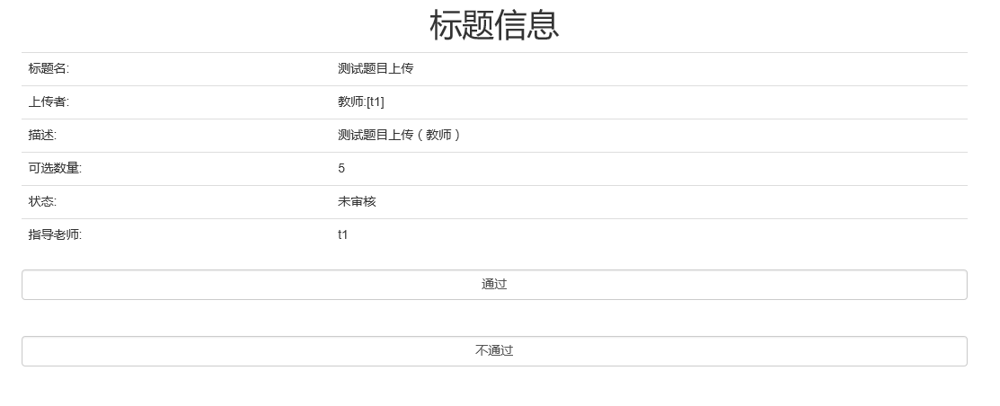 标题信息
标题名: 测试题目上传
上传者: 教师:[t1]
描述: 测试题目上传（教师）
可选数量: 5
状态: 未审核
指导老师: t1
通过
不通过